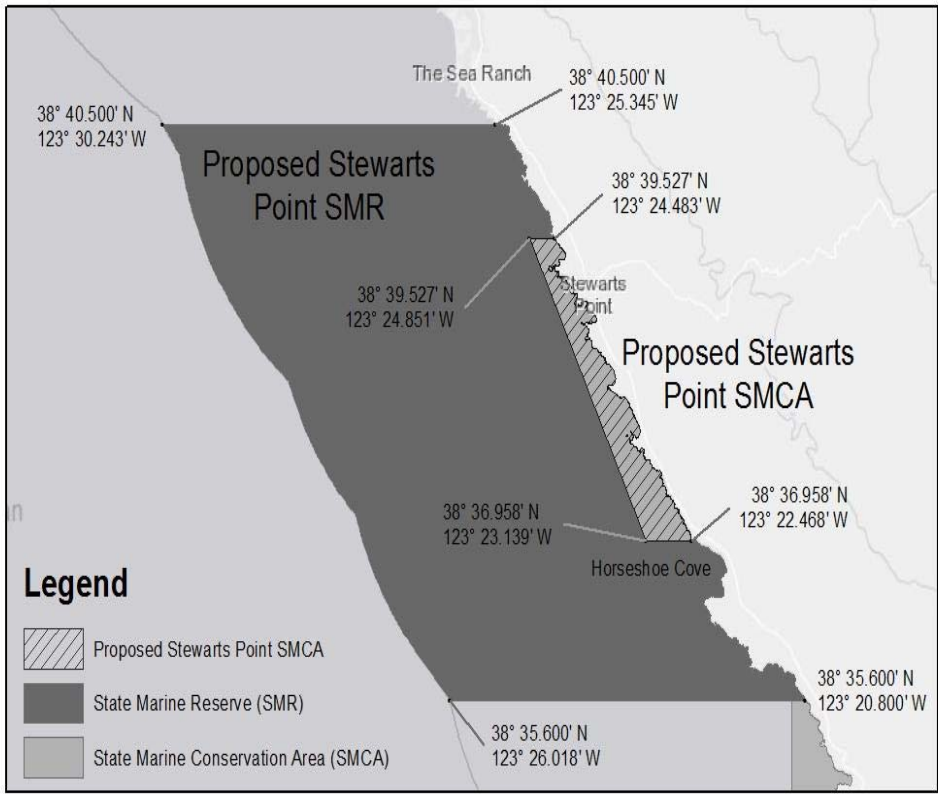 The Sea Ranch
38° 40.500' N
123° 25.345' W
38° 40.500' N
123° 30.243' W
Proposed Stewarts
Point SMR
38° 39.527' N
123° 24.483' W
38° 39.527' N
123° 24.851' W
Stewarts
Point
Proposed Stewarts
Point SMCA
38° 36.958' N
123° 23.139' W
38° 36.958' N
123° 22.468' W
Horseshoe Cove
Legend
Proposed Stewarts Point SMCA
State Marine Reserve (SMR)
State Marine Conservation Area (SMCA)
38° 35.600' N
123° 20.800' W
38° 35.600' N
123° 26.018' W